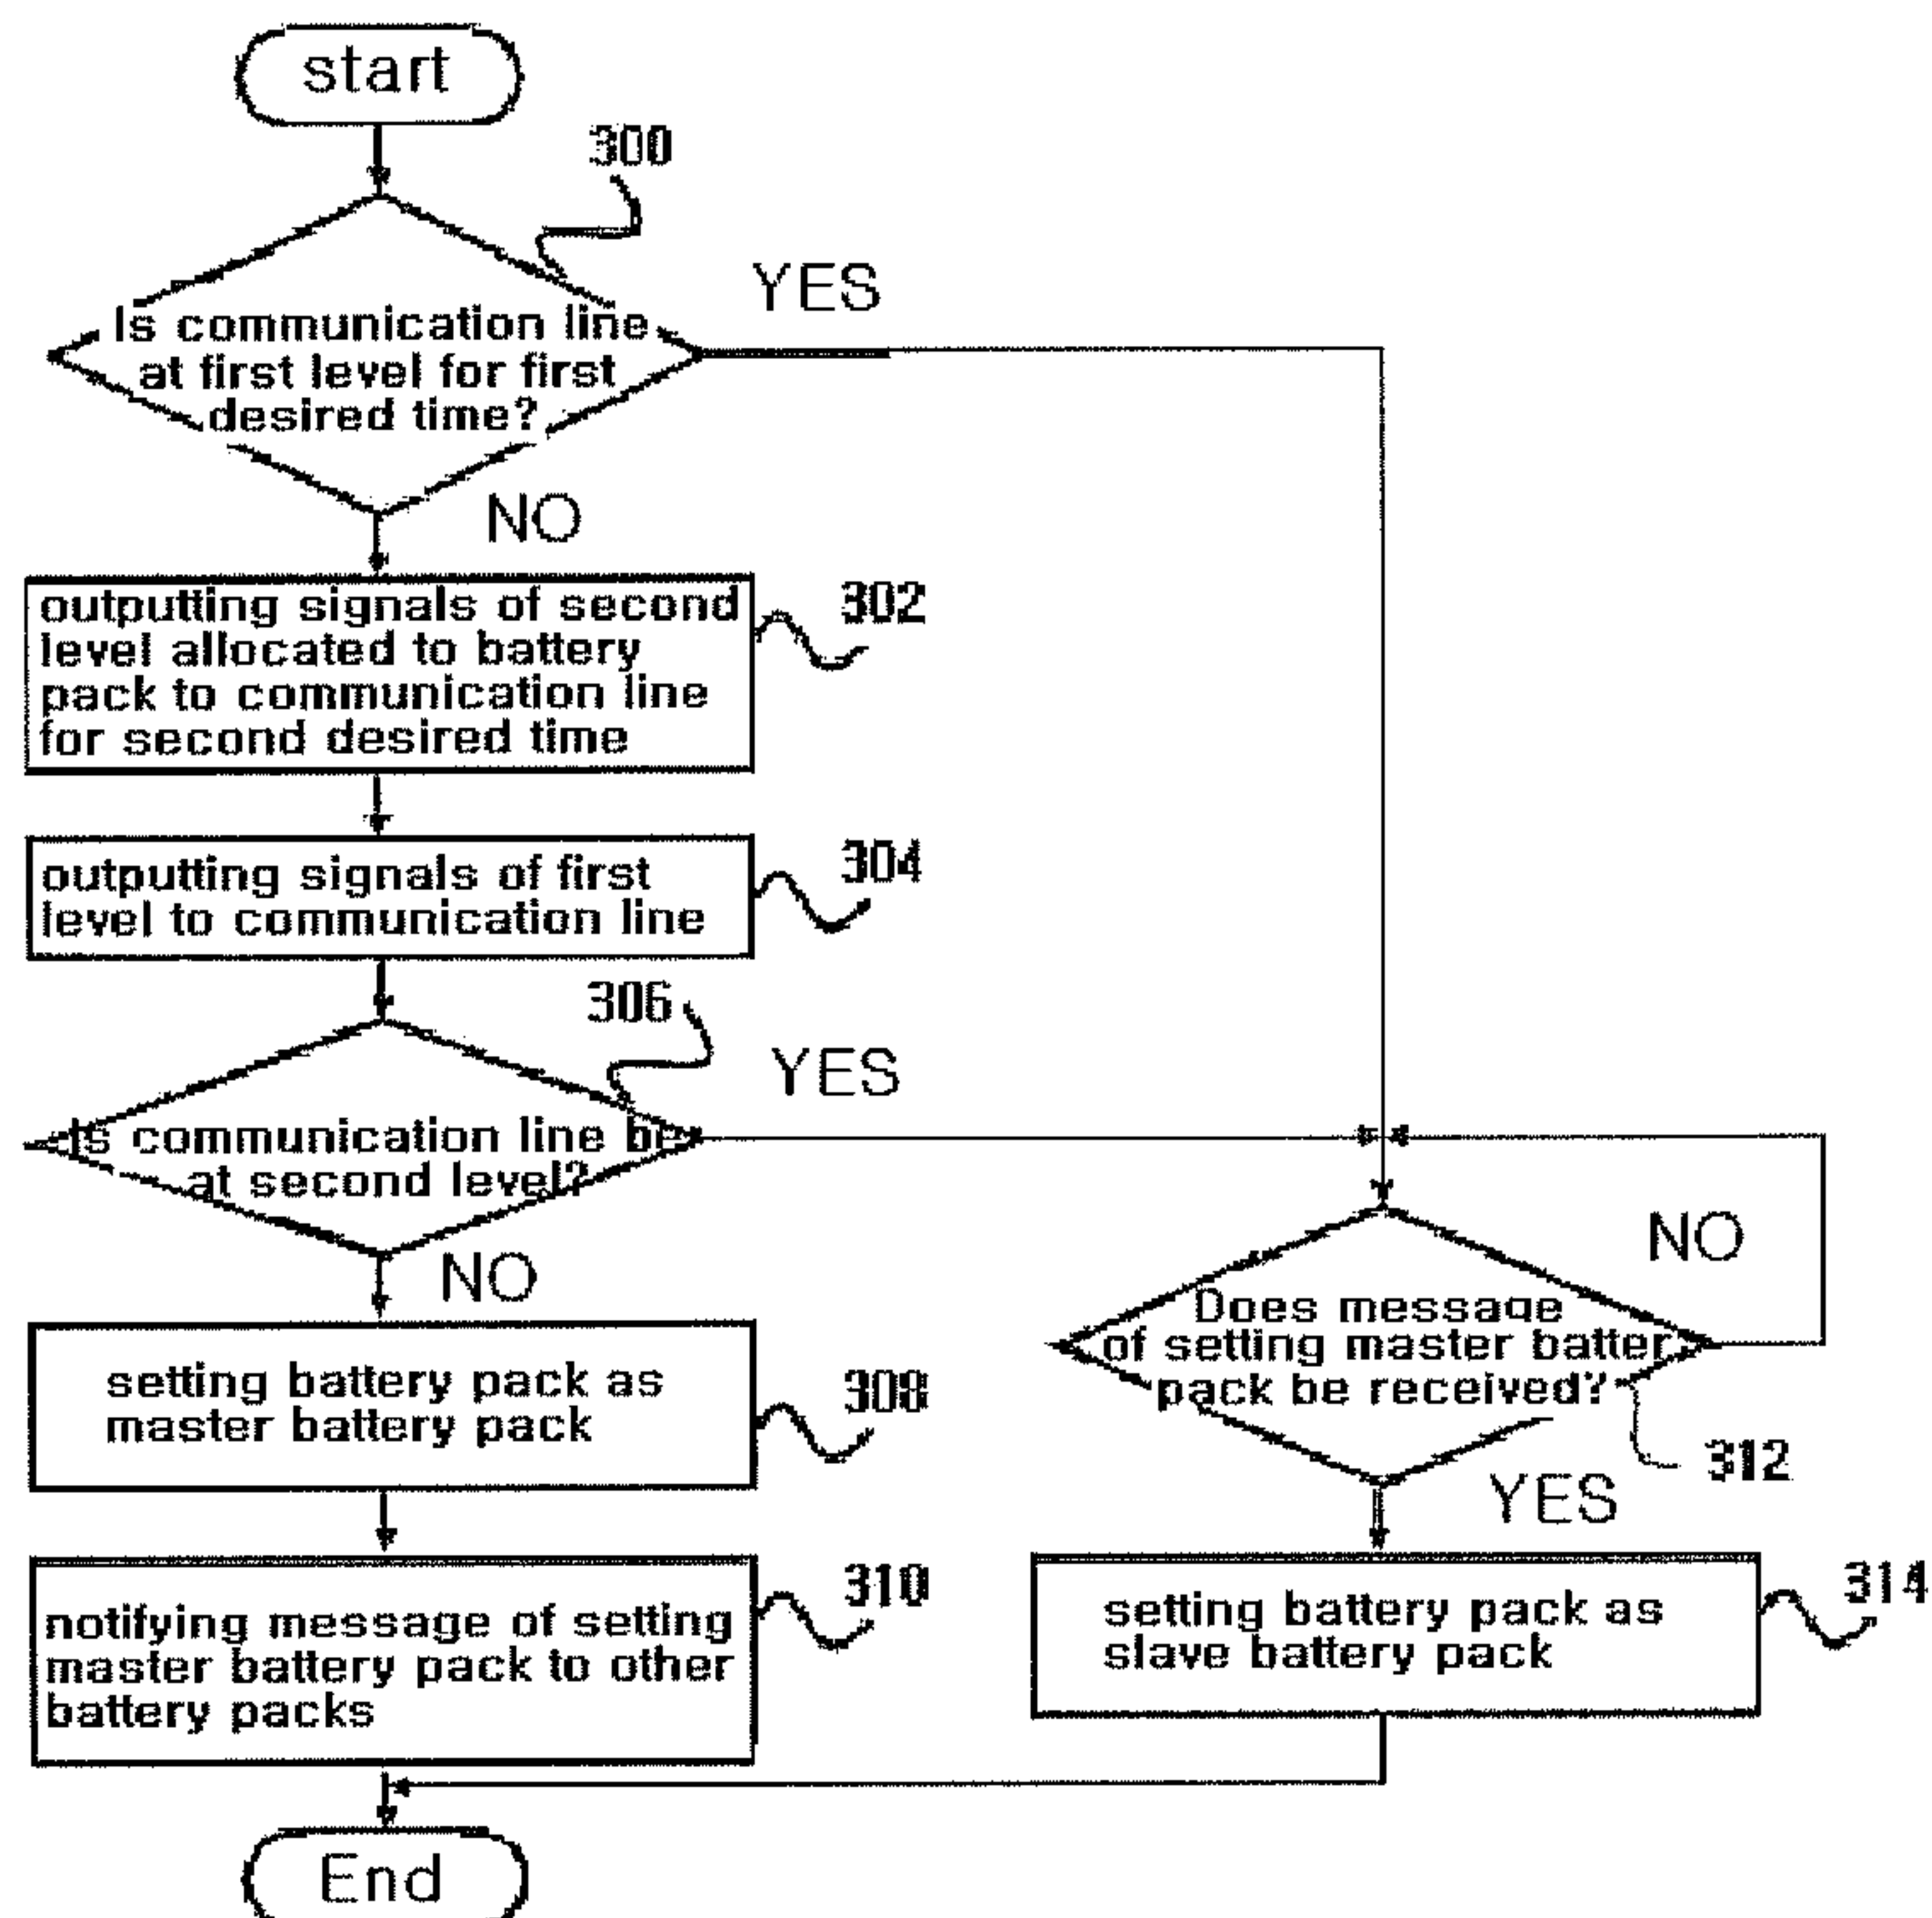 start
300
YES
Is communication line
at first level for first
desired time?
NO
outputting signals of second
level allocated to battery
pack to communication line
for second desired time
302
outputting signals of first
level to communication line
304
306
YES
Is communication line be
at second level?
NO
NO
Does message
of setting master batter
pack be received?
312
YES
setting battery pack as
master battery pack
308
notifying message of setting
master battery pack to other
battery packs
310
setting battery pack as
slave battery pack
314
End